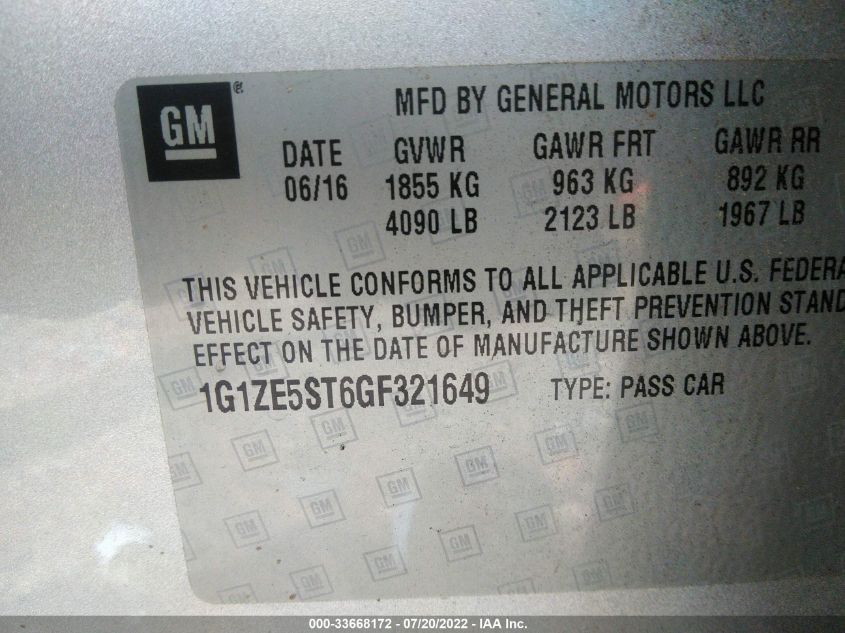 GM ®
MFD BY GENERAL MOTORS LLC
DATE GVWR GAWR FRT GAWR RR
06/16 1855 KG 963 KG 892 KG
4090 LB 2123 LB 1967 LB
THIS VEHICLE CONFORMS TO ALL APPLICABLE U.S. FEDERA
VEHICLE SAFETY, BUMPER, AND THEFT PREVENTION STAND
EFFECT ON THE DATE OF MANUFACTURE SHOWN ABOVE.
1G1ZE5ST6GF321649 TYPE: PASS CAR
000-33668172 - 07/20/2022 - IAA Inc.